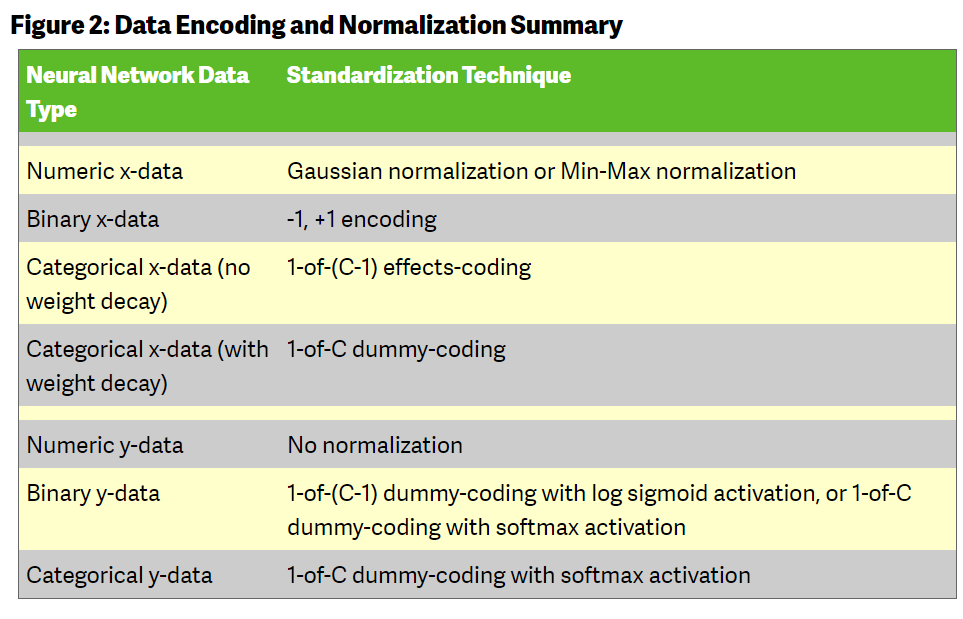 Figure 2: Data Encoding and Normalization Summary
Neural Network Data Type
Standardization Technique
Numeric x-data
Gaussian normalization or Min-Max normalization
Binary x-data
-1, +1 encoding
Categorical x-data (no
weight decay)
1-of-(C-1) effects-coding
Categorical x-data (with
weight decay)
1-of-C dummy-coding
Numeric y-data
No normalization
Binary y-data
1-of-(C-1) dummy-coding with log sigmoid activation, or 1-of-C
dummy-coding with softmax activation
Categorical y-data
1-of-C dummy-coding with softmax activation